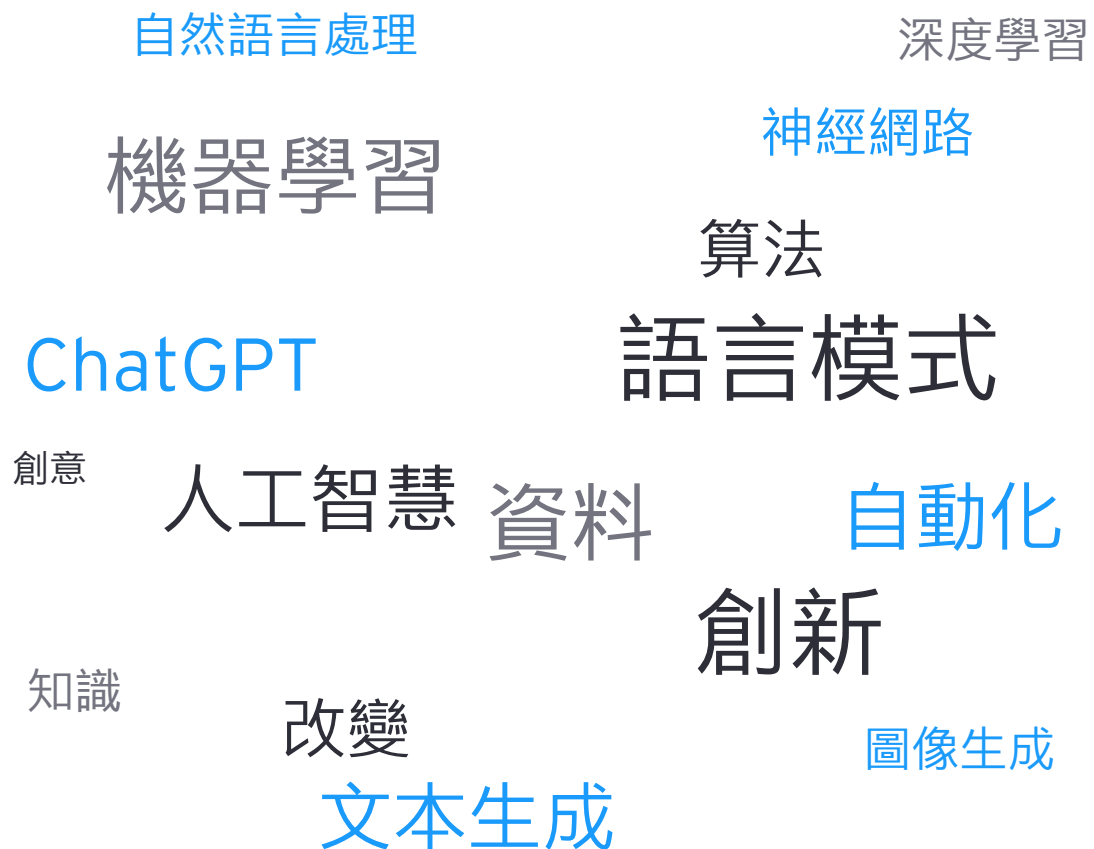 自然語言處理
深度學習
神經網路
機器學習
算法
語言模式
ChatGPT
創意
人工智慧
資料
自動化
創新
知識
改變
圖像生成
文本生成